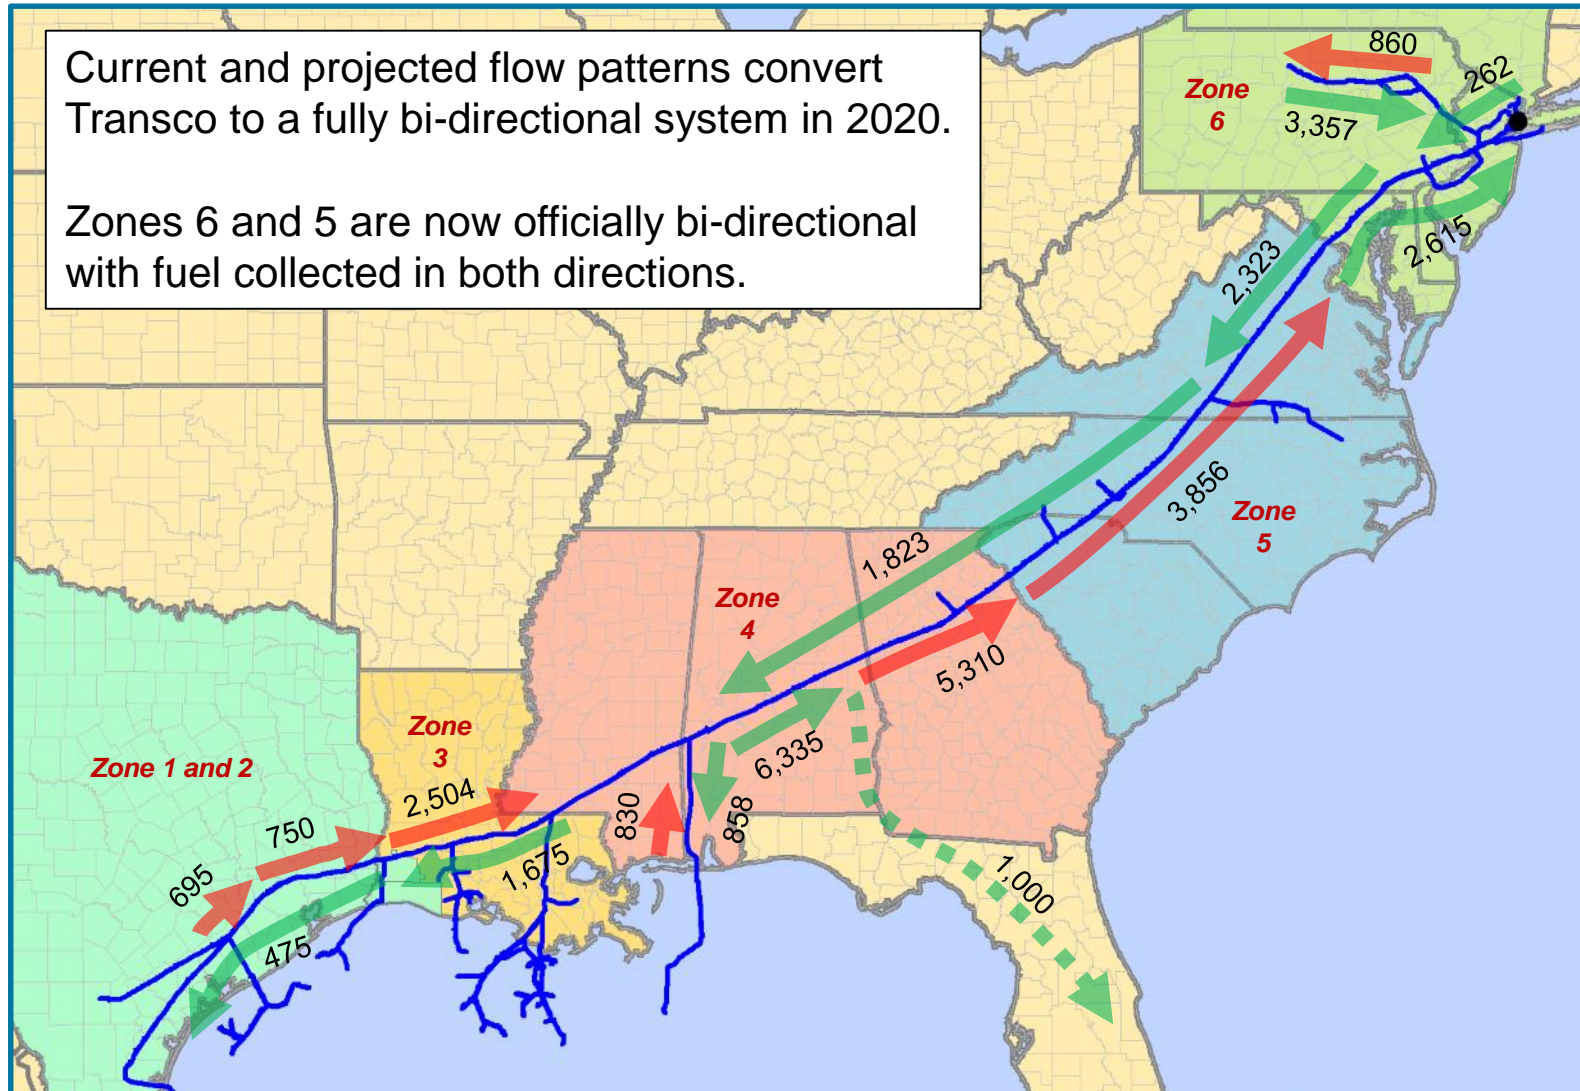 Current and projected flow patterns convert
Transco to a fully bi-directional system in 2020.
Zones 6 and 5 are now officially bi-directional
with fuel collected in both directions.
860
262
Zone
6
3,357
2,615
2,323
3,856
Zone
5
1,823
Zone
4
5,310
6,335
Zone
3
Zone 1 and 2
2,504
750
830
858
1,675
695
1,000
475